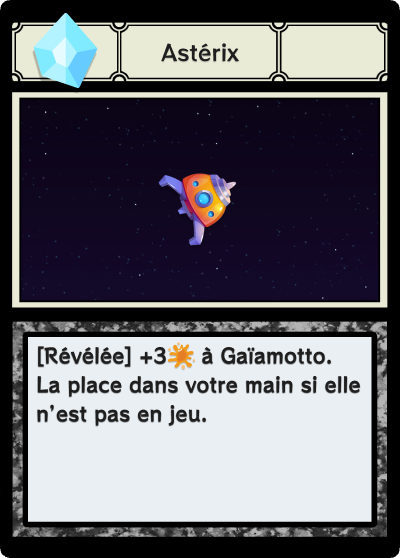 Astérix
[Révélée] +3 à Gaïamotto.
La place dans votre main si elle
n'est pas en jeu.